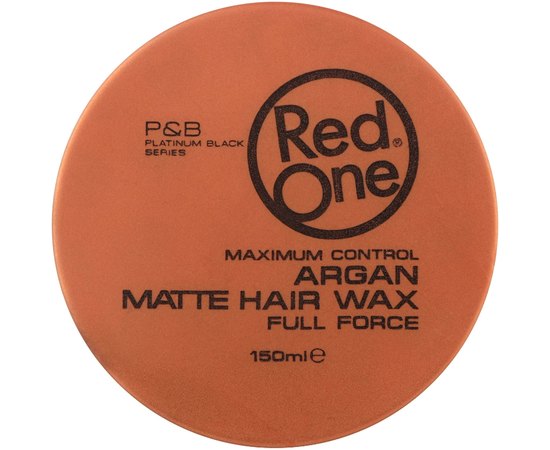 P&B
PLATINUM BLACK
SERIES
Red®
One
MAXIMUM CONTROL
ARGAN
MATTE HAIR WAX
FULL FORCE
150ml℮